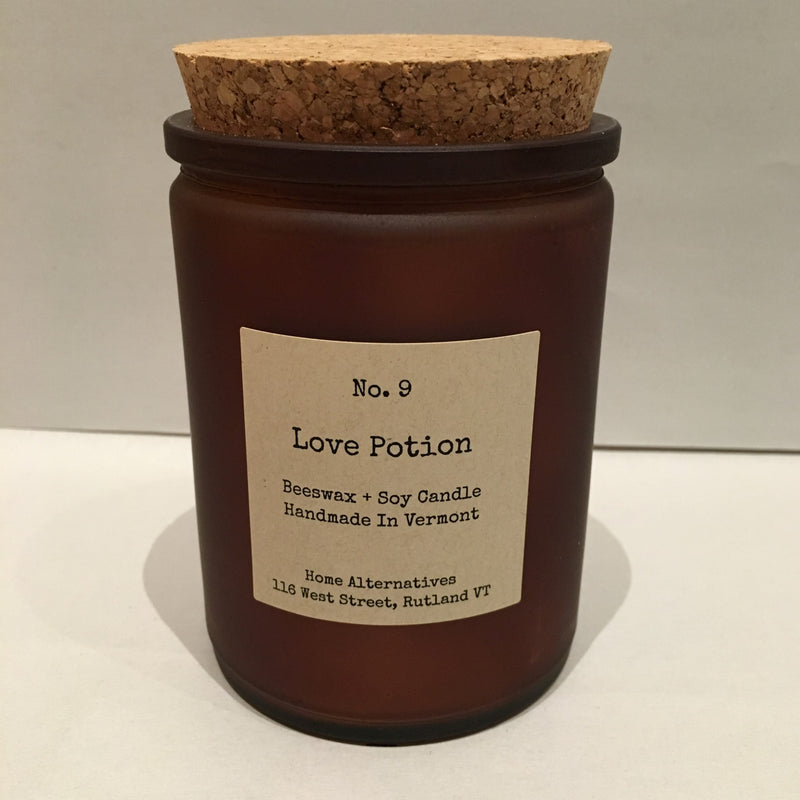 No. 9
Love Potion
Beeswax + Soy Candle
Handmade In Vermont
Home Alternatives
116 West Street, Rutland VT